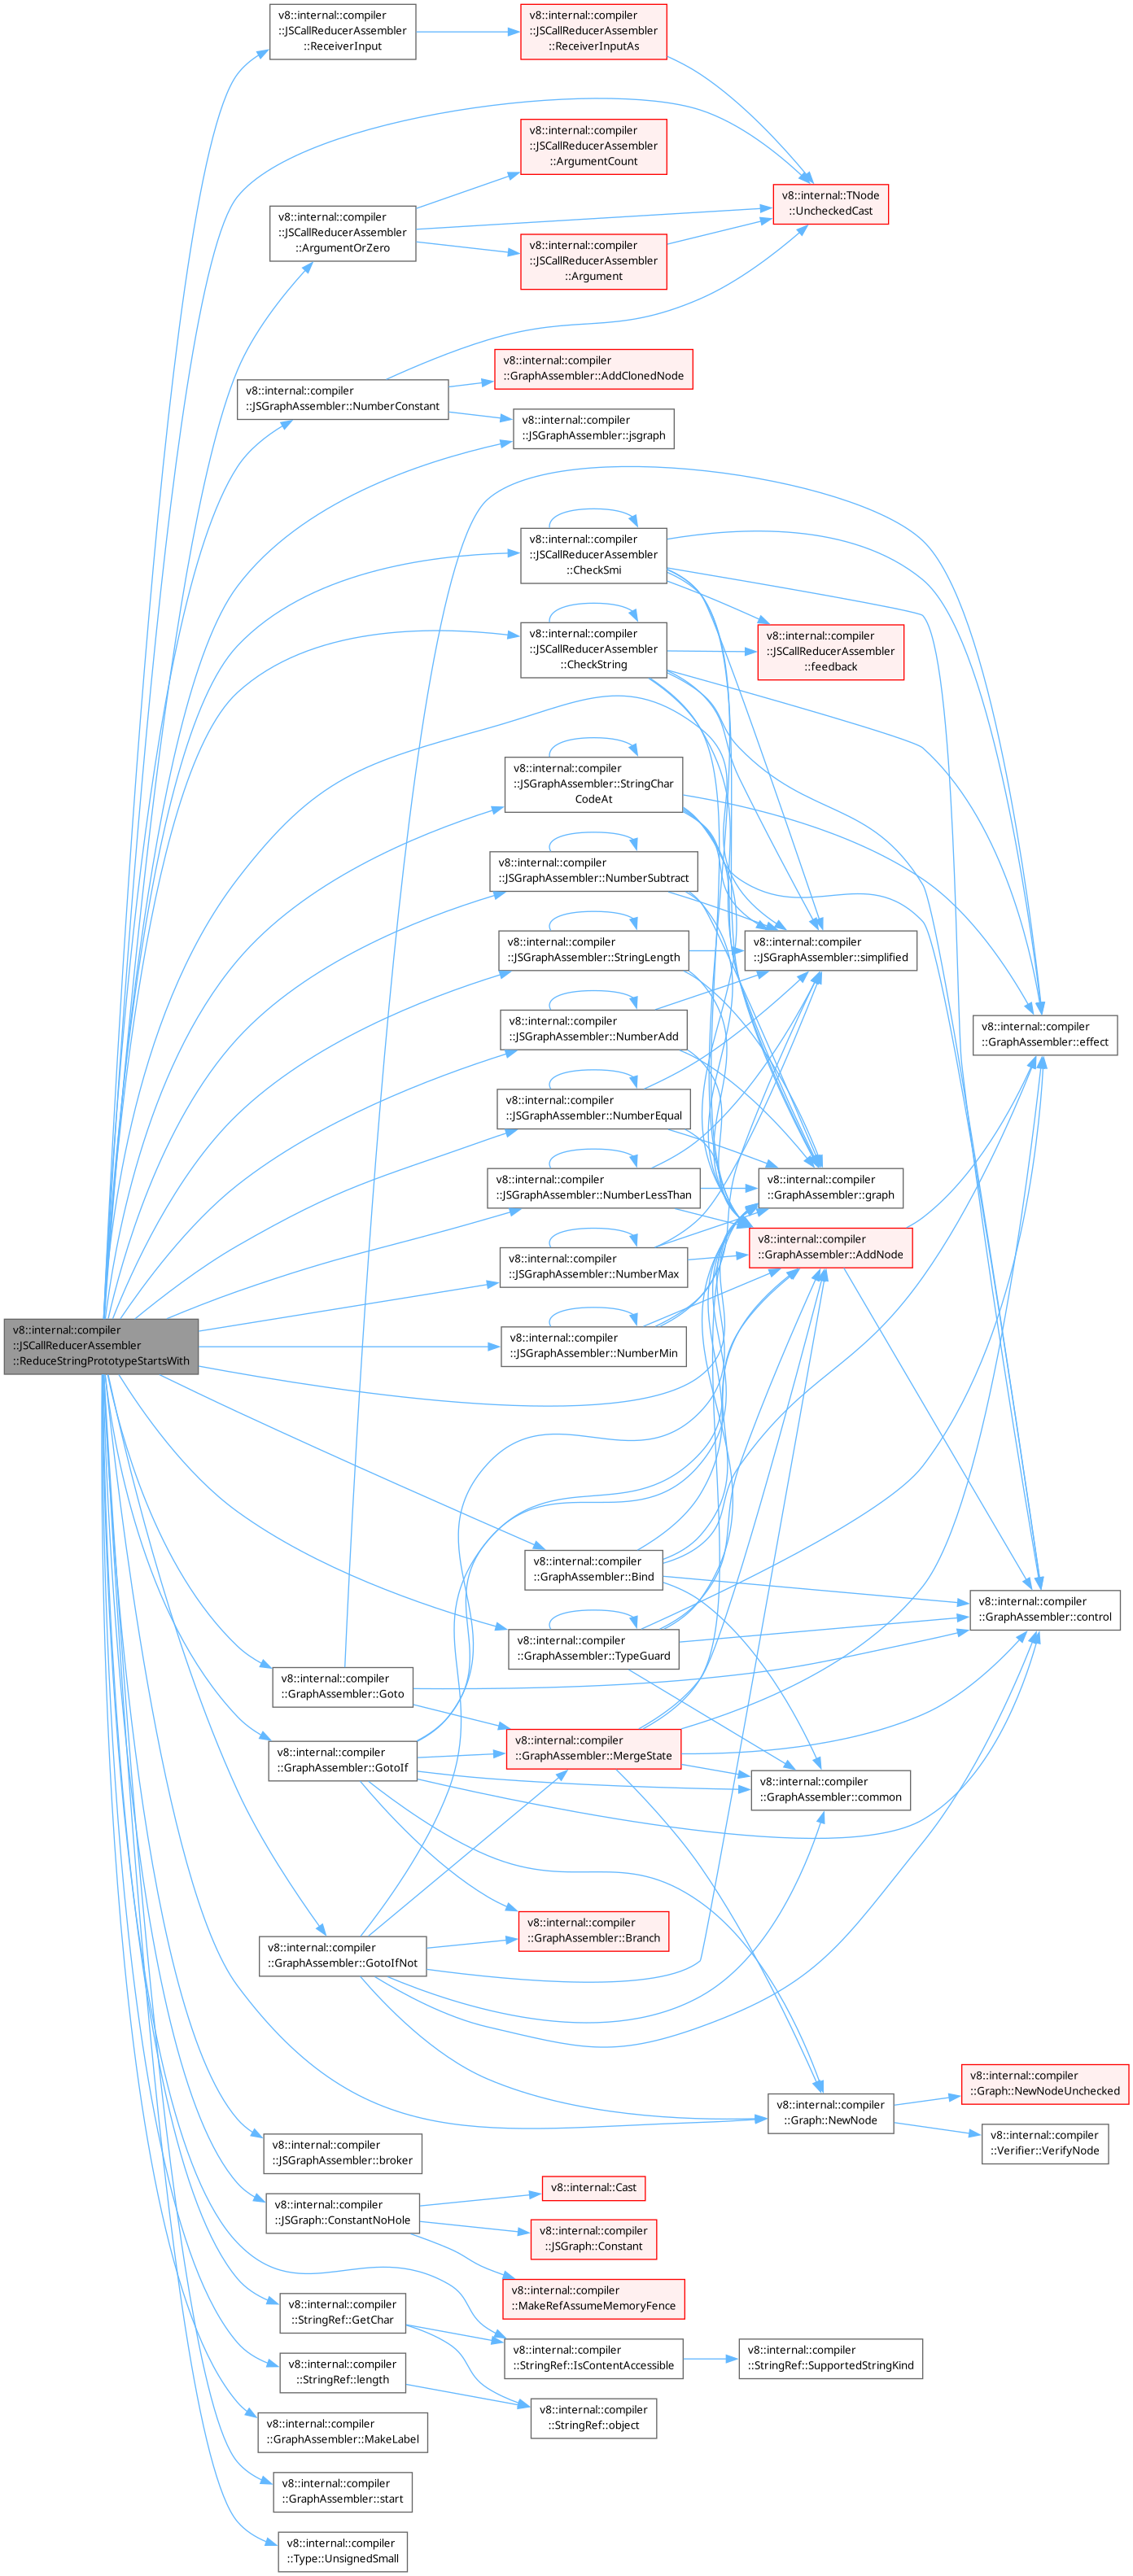 v8::internal::compiler
::JSCallReducerAssembler
::ReduceStringPrototypeStartsWith
v8::internal::compiler
::JSCallReducerAssembler
::ReceiverInput
v8::internal::compiler
::JSCallReducerAssembler
::ReceiverInputAs
v8::internal::compiler
::JSCallReducerAssembler
::ArgumentCount
v8::internal::TNode
::UncheckedCast
v8::internal::compiler
::JSCallReducerAssembler
::ArgumentOrZero
v8::internal::compiler
::JSCallReducerAssembler
::Argument
v8::internal::compiler
::JSGraphAssembler::NumberConstant
v8::internal::compiler
::GraphAssembler::AddClonedNode
v8::internal::compiler
::JSGraphAssembler::jsgraph
v8::internal::compiler
::JSCallReducerAssembler
::CheckSmi
v8::internal::compiler
::JSCallReducerAssembler
::CheckString
v8::internal::compiler
::JSCallReducerAssembler
::feedback
v8::internal::compiler
::JSGraphAssembler::StringChar
CodeAt
v8::internal::compiler
::JSGraphAssembler::NumberSubtract
v8::internal::compiler
::JSGraphAssembler::StringLength
v8::internal::compiler
::JSGraphAssembler::simplified
v8::internal::compiler
::JSGraphAssembler::NumberAdd
v8::internal::compiler
::GraphAssembler::effect
v8::internal::compiler
::JSGraphAssembler::NumberEqual
v8::internal::compiler
::JSGraphAssembler::NumberLessThan
v8::internal::compiler
::GraphAssembler::graph
v8::internal::compiler
::GraphAssembler::AddNode
v8::internal::compiler
::JSGraphAssembler::NumberMax
v8::internal::compiler
::JSGraphAssembler::NumberMin
v8::internal::compiler
::GraphAssembler::Bind
v8::internal::compiler
::GraphAssembler::control
v8::internal::compiler
::GraphAssembler::TypeGuard
v8::internal::compiler
::GraphAssembler::Goto
v8::internal::compiler
::GraphAssembler::GotoIf
v8::internal::compiler
::GraphAssembler::MergeState
v8::internal::compiler
::GraphAssembler::common
v8::internal::compiler
::GraphAssembler::Branch
v8::internal::compiler
::GraphAssembler::GotoIfNot
v8::internal::compiler
::Graph::NewNode
v8::internal::compiler
::Graph::NewNodeUnchecked
v8::internal::compiler
::Verifier::VerifyNode
v8::internal::compiler
::JSGraphAssembler::broker
v8::internal::compiler
::JSGraph::ConstantNoHole
v8::internal::Cast
v8::internal::compiler
::JSGraph::Constant
v8::internal::compiler
::MakeRefAssumeMemoryFence
v8::internal::compiler
::StringRef::GetChar
v8::internal::compiler
::StringRef::IsContentAccessible
v8::internal::compiler
::StringRef::SupportedStringKind
v8::internal::compiler
::StringRef::length
v8::internal::compiler
::StringRef::object
v8::internal::compiler
::GraphAssembler::MakeLabel
v8::internal::compiler
::GraphAssembler::start
v8::internal::compiler
::Type::UnsignedSmall